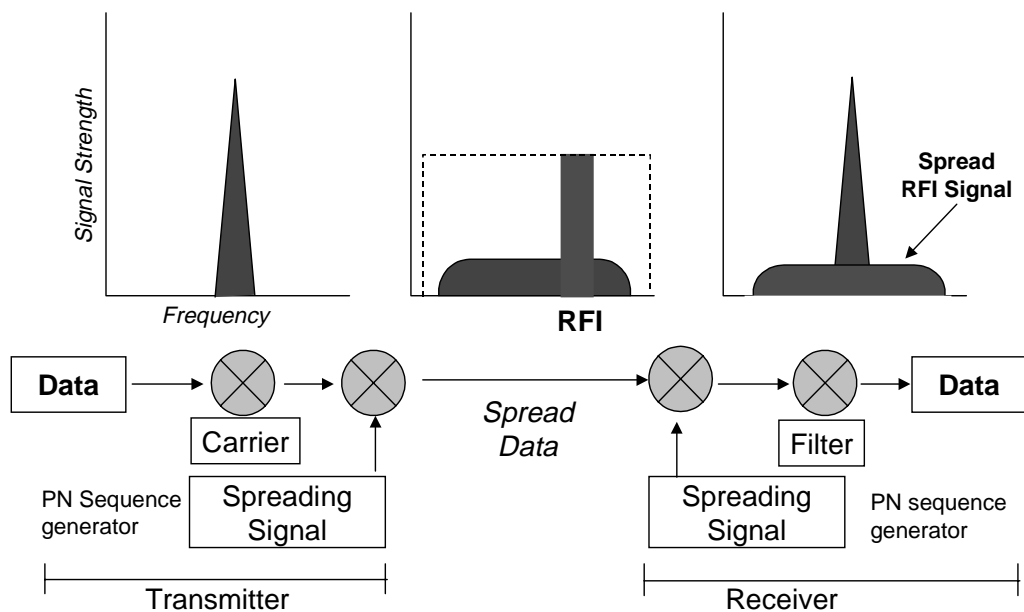 Signal Strength
Frequency
RFI
Spread
RFI Signal
Data
Carrier
Spread
Data
Filter
Data
PN Sequence
generator
Spreading
Signal
Spreading
Signal
PN sequence
generator
Transmitter
Receiver